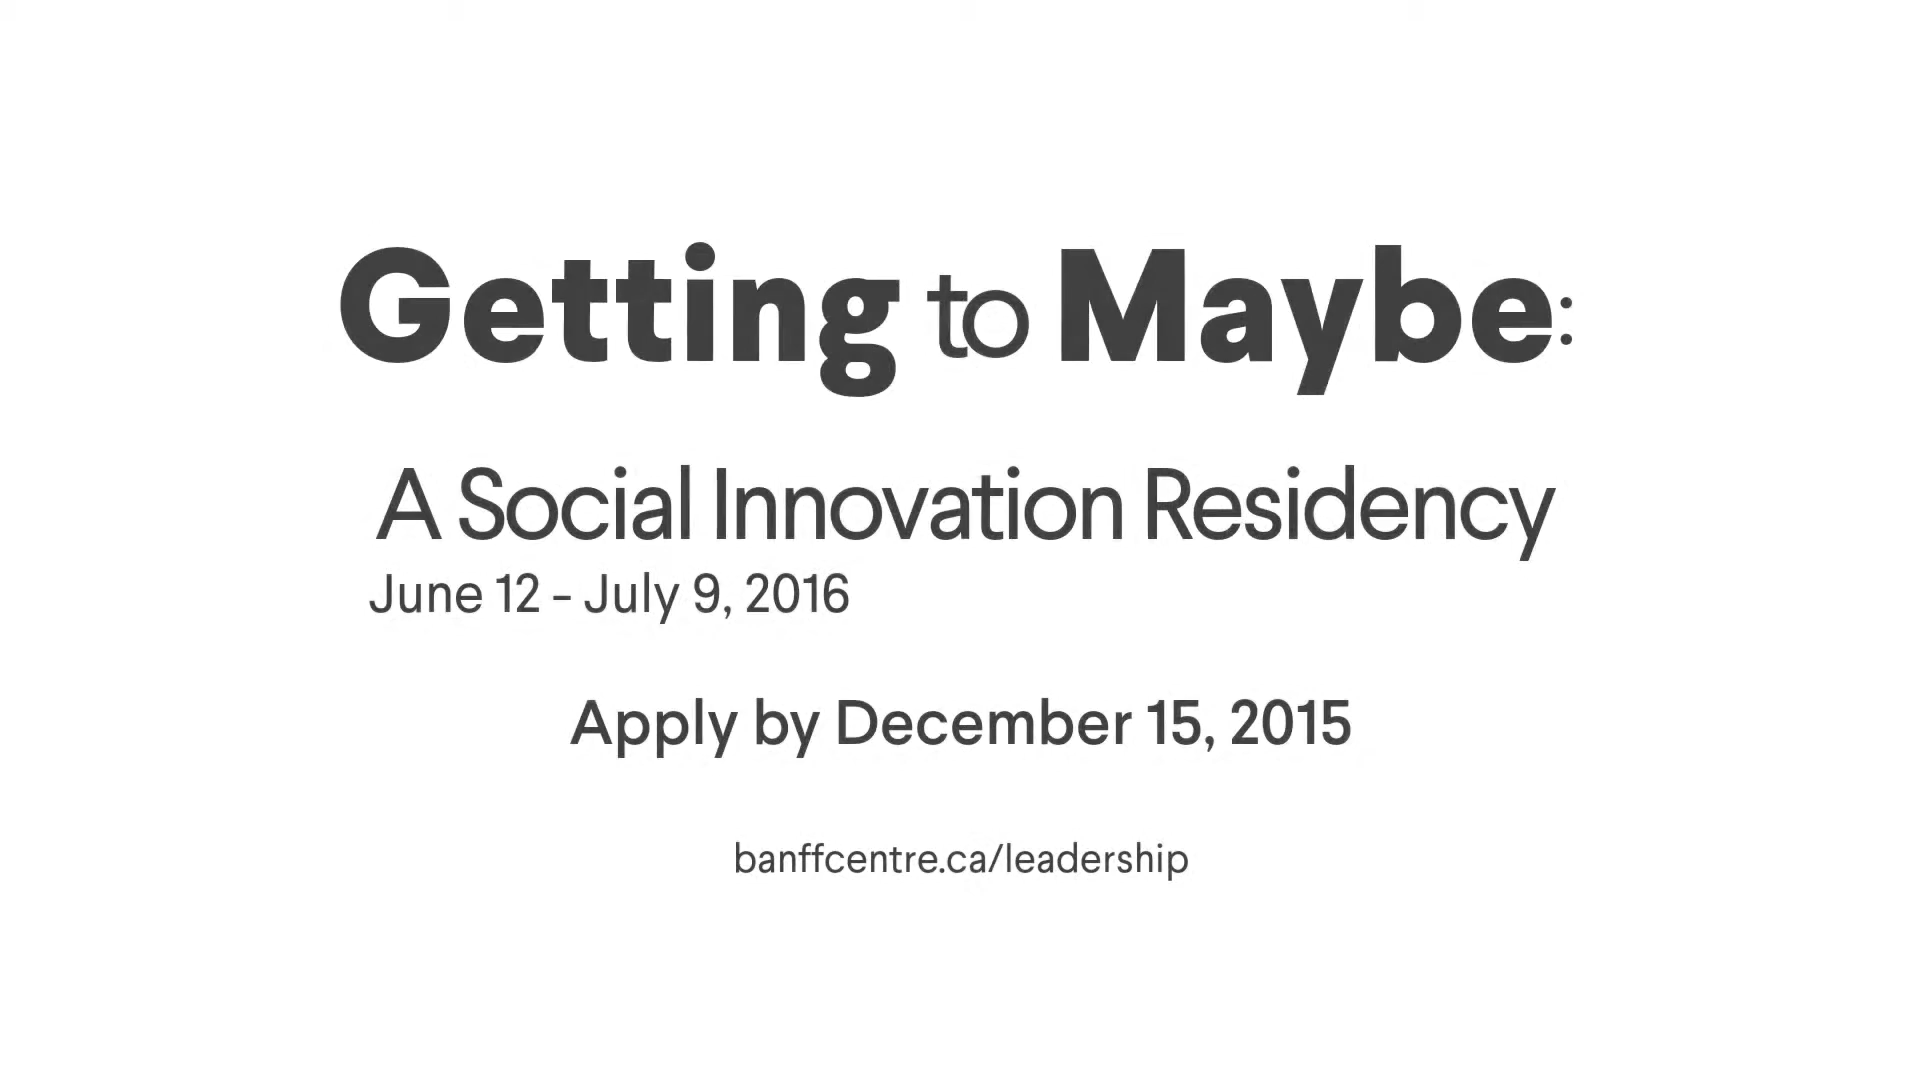 Getting to Maybe:
A Social Innovation Residency
June 12 - July 9, 2016
Apply by December 15, 2015
banffcentre.ca/leadership